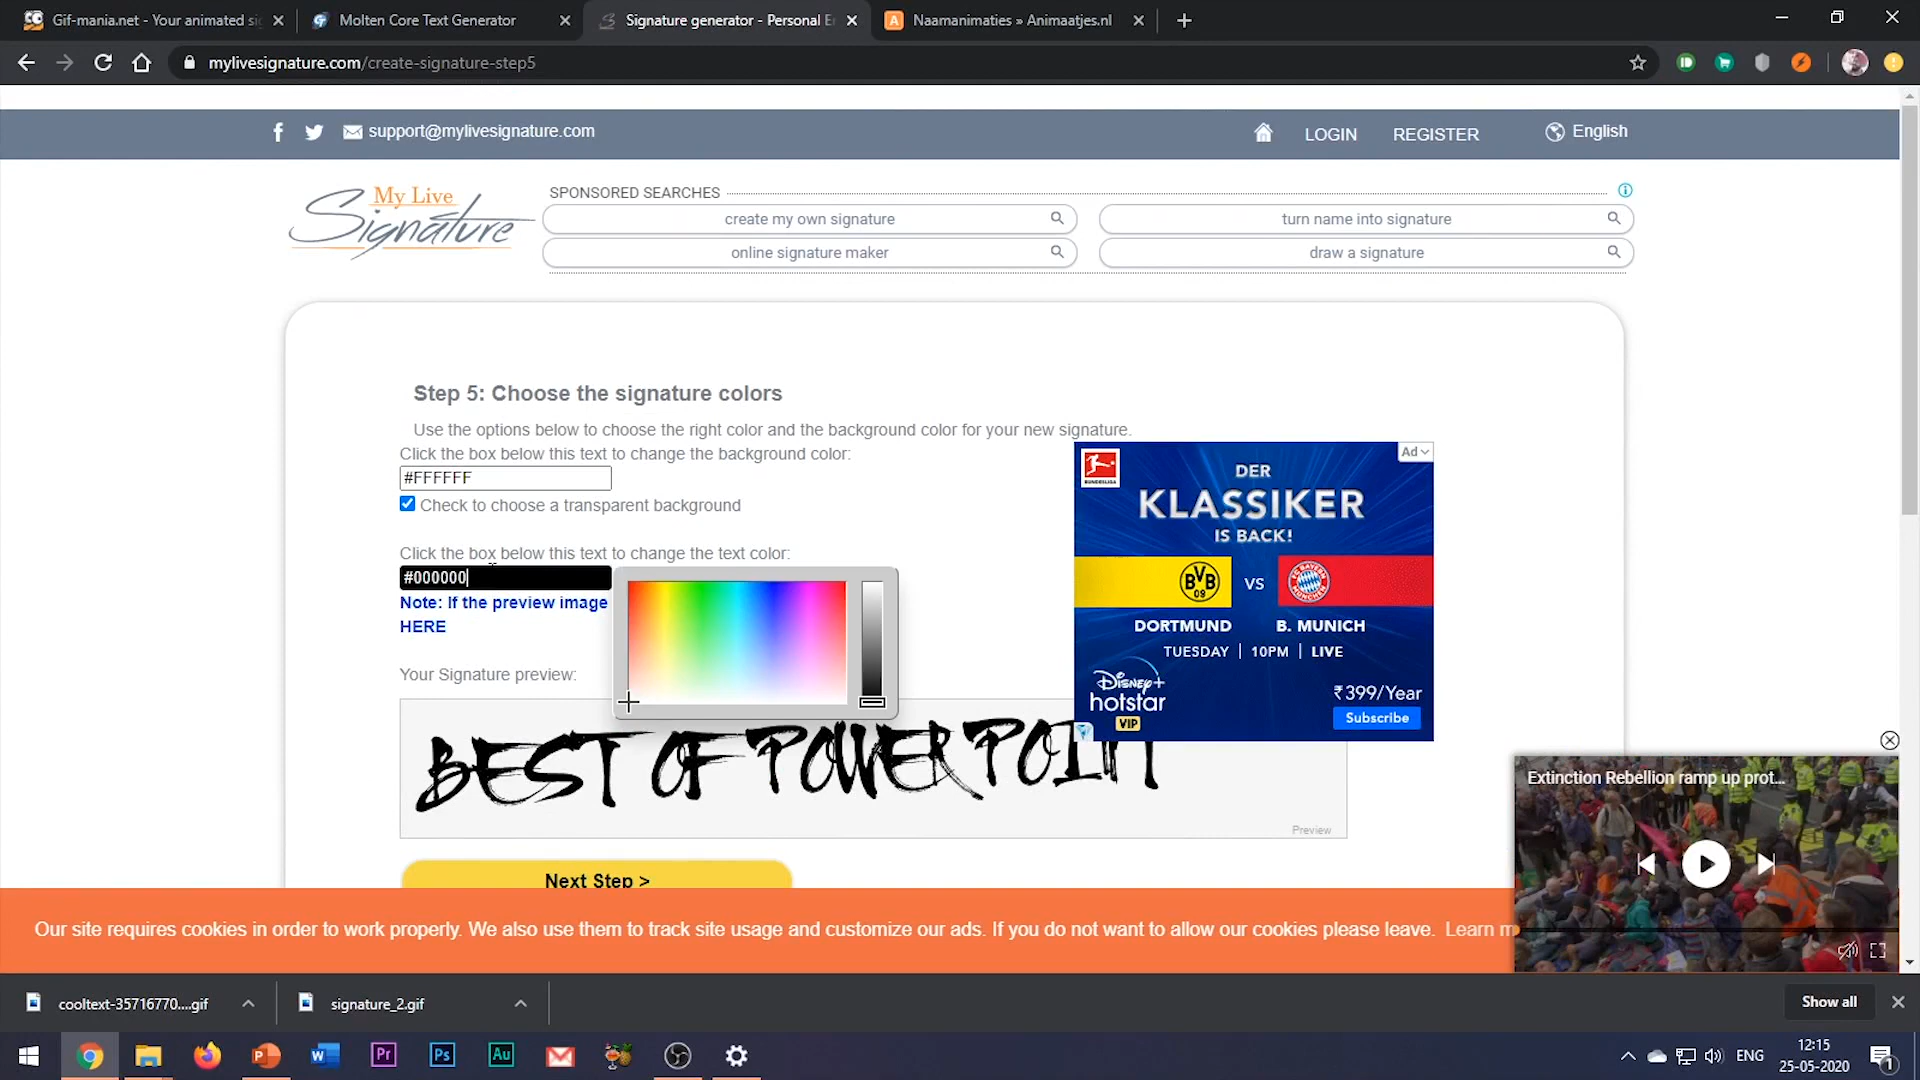 Gif-mania.net - Your animated si
Molten Core Text Generator
Signature generator - Personal E
Naamanimaties » Animaatjes.nl
mylivesignature.com/create-signature-step5
support@mylivesignature.com
LOGIN
REGISTER
English
My Live
Signature
SPONSORED SEARCHES
create my own signature
turn name into signature
online signature maker
draw a signature
Step 5: Choose the signature colors
Use the options below to choose the right color and the background color for your new signature.
Click the box below this text to change the background color:
#FFFFFF
Check to choose a transparent background
Click the box below this text to change the text color:
#000000
Note: If the preview image
HERE
Your Signature preview:
BEST OF POWERPOINT
Preview
Next Step >
Ad
BUNDESLIGA
DER
KLASSIKER
IS BACK!
BVB
09
VS
DORTMUND
B. MUNICH
TUESDAY | 10PM | LIVE
Disney+
hotstar
VIP
₹399/Year
Subscribe
Extinction Rebellion ramp up prot...
Our site requires cookies in order to work properly. We also use them to track site usage and customize our ads. If you do not want to allow our cookies please leave. Learn m
cooltext-35716770....gif
signature_2.gif
Show all
Pr
Ps
Au
ENG
12:15
25-05-2020
1